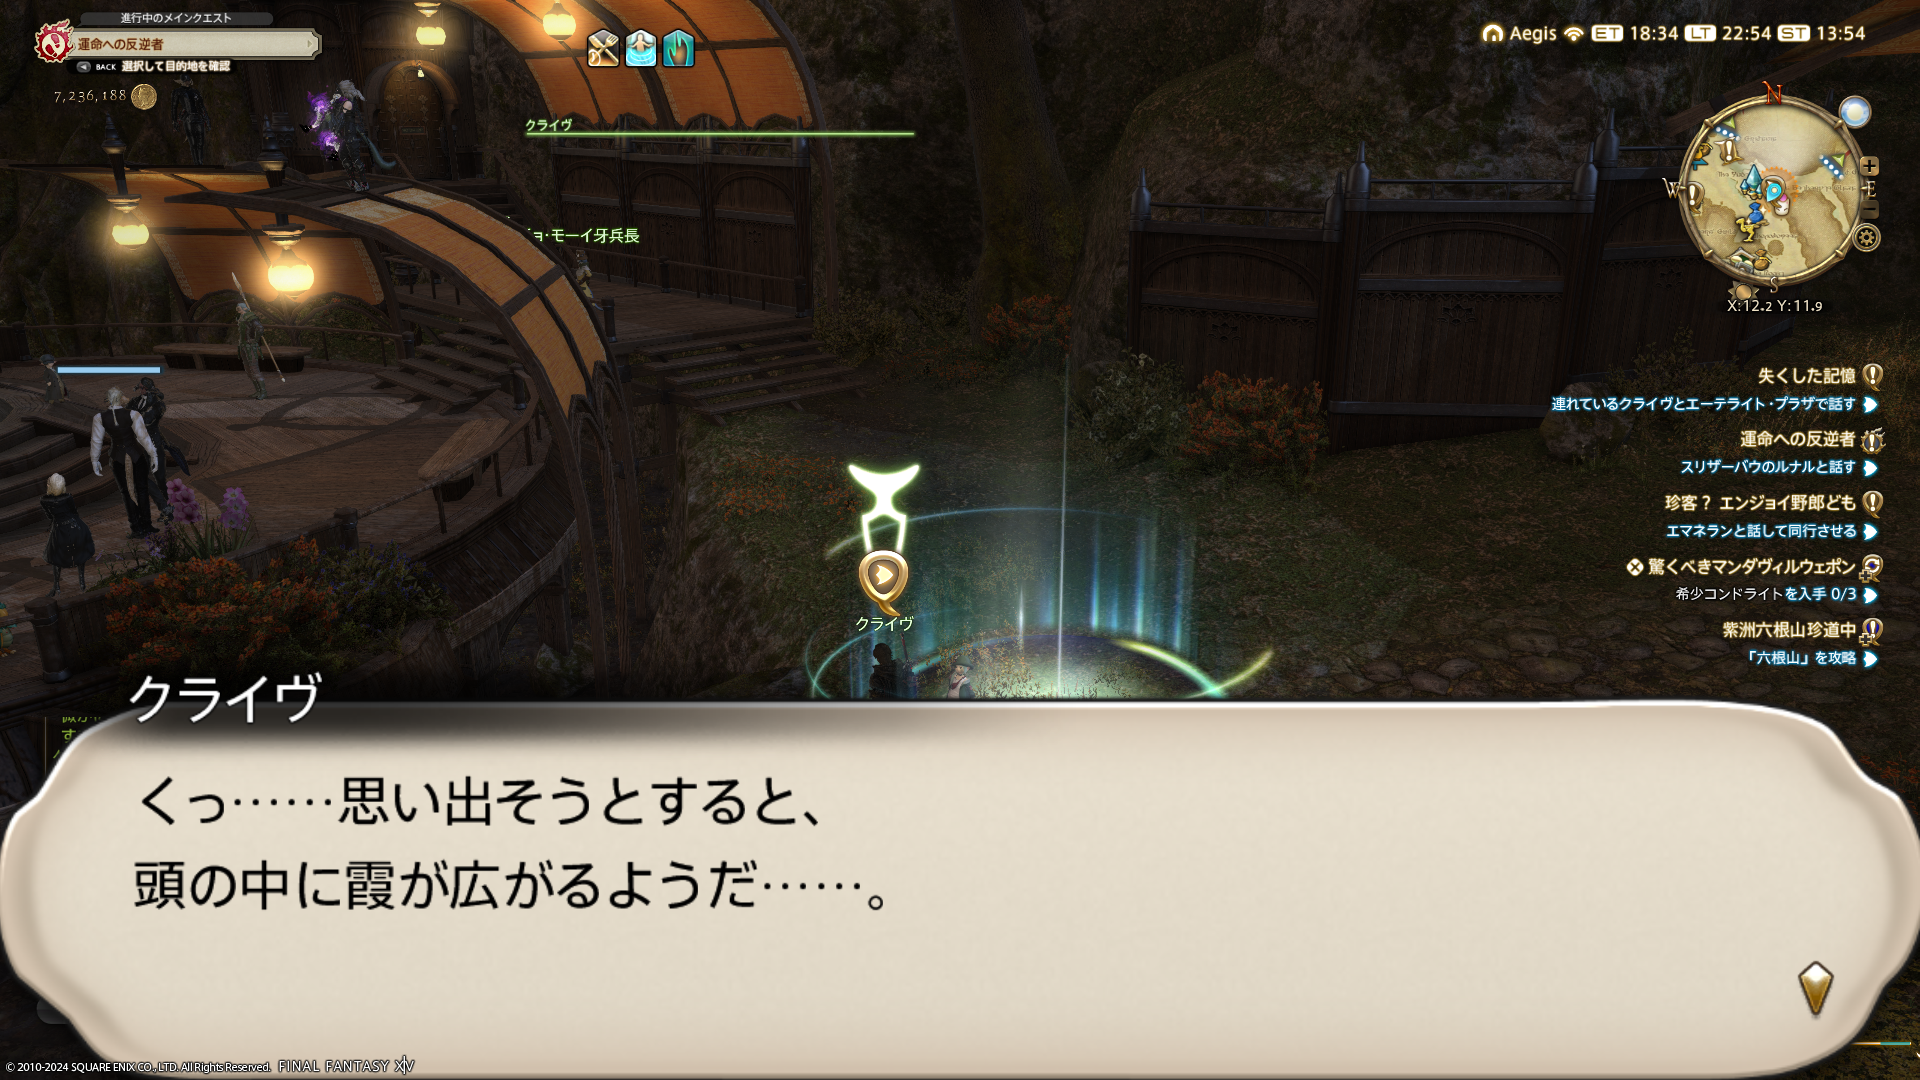 進行中のメインクエスト
運命への反逆者
BACK 選択して目的地を確認
7,236,188
Aegis ET 18:34 LT 22:54 ST 13:54
クライヴ
モーイ牙兵長
N
W
E
S
X:12.2 Y:11.9
失くした記憶
連れているクライヴとエーテライト・プラザで話す
運命への反逆者
スリザーバウのルナルと話す
珍客? エンジョイ野郎ども
エマネランと話して同行させる
驚くべきマンダヴィルウェポン
希少コンドライトを入手 0/3
紫洲六根山珍道中
「六根山」を攻略
クライヴ
クライヴ
くっ……思い出そうとすると、
頭の中に霞が広がるようだ……。
© 2010-2024 SQUARE ENIX CO., LTD. All Rights Reserved. FINAL FANTASY XIV